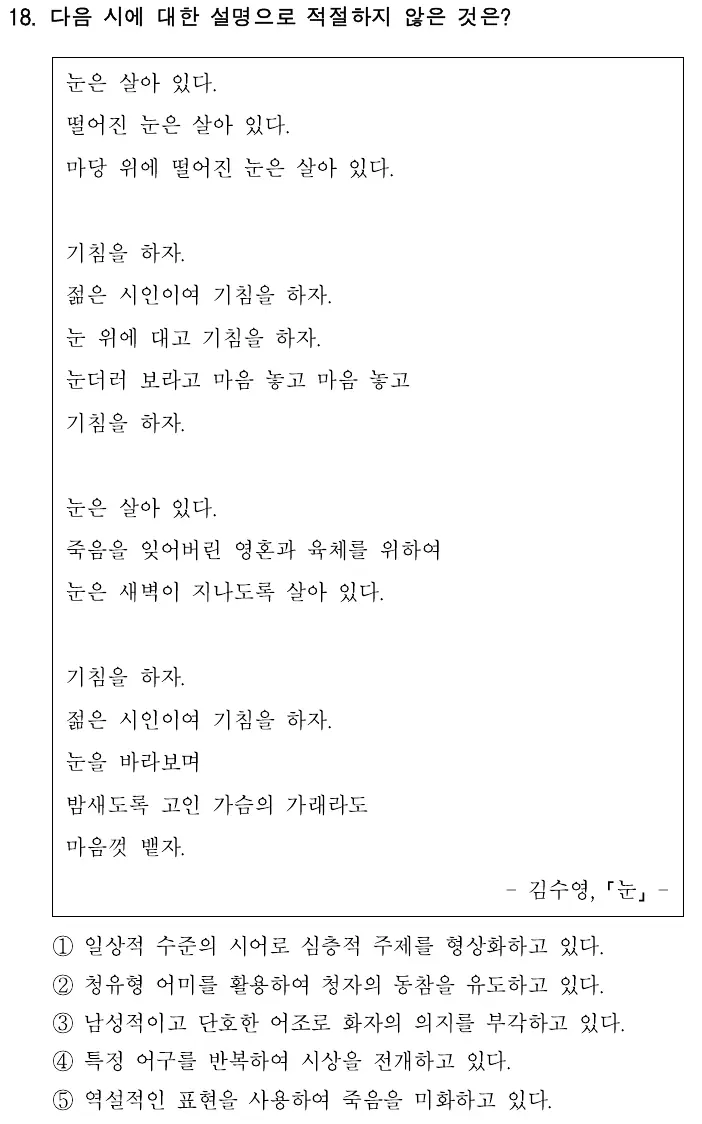 18. 다음 시에 대한 설명으로 적절하지 않은 것은?
눈은 살아 있다.
떨어진 눈은 살아 있다.
마당 위에 떨어진 눈은 살아 있다.
기침을 하자.
젊은 시인이여 기침을 하자.
눈 위에 대고 기침을 하자.
눈더러 보라고 마음 놓고 마음 놓고
기침을 하자.
눈은 살아 있다.
죽음을 잊어버린 영혼과 육체를 위하여
눈은 새벽이 지나도록 살아 있다.
기침을 하자.
젊은 시인이여 기침을 하자.
눈을 바라보며
밤새도록 고인 가슴의 가래라도
마음껏 뱉자.
- 김수영, 「눈」 -
① 일상적 수준의 시어로 심층적 주제를 형상화하고 있다.
② 청유형 어미를 활용하여 청자의 동참을 유도하고 있다.
③ 남성적이고 단호한 어조로 화자의 의지를 부각하고 있다.
④ 특정 어구를 반복하여 시상을 전개하고 있다.
⑤ 역설적인 표현을 사용하여 죽음을 미화하고 있다.